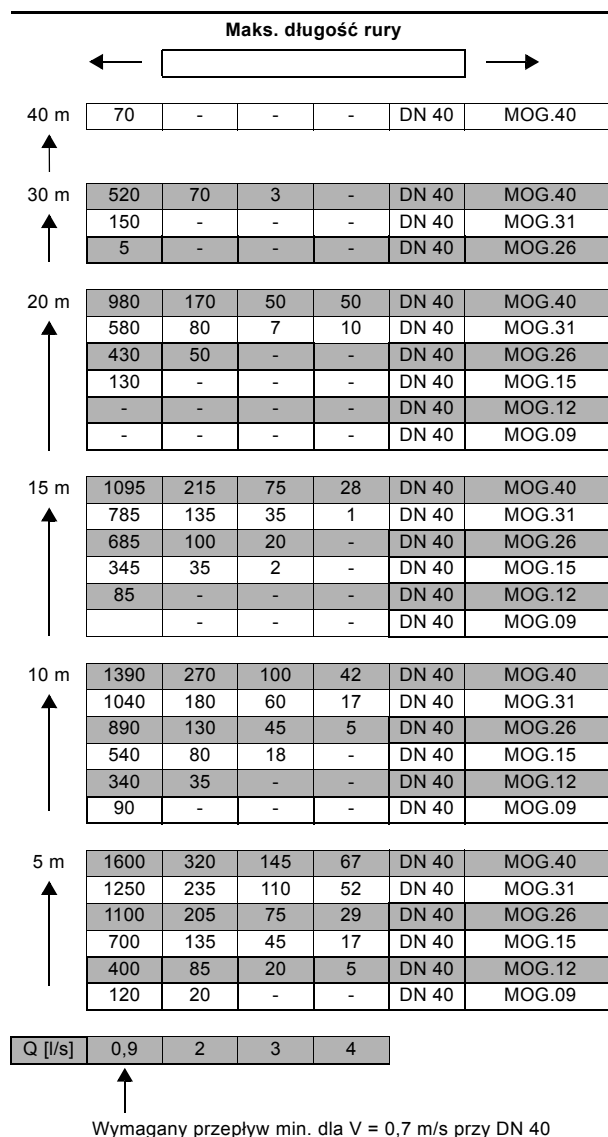 Maks. długość rury
40 m 70 - - - DN 40 MOG.40
30 m 520 70 3 - DN 40 MOG.40
150 - - - DN 40 MOG.31
5 - - - DN 40 MOG.26
20 m 980 170 50 50 DN 40 MOG.40
580 80 7 10 DN 40 MOG.31
430 50 - - DN 40 MOG.26
130 - - - DN 40 MOG.15
- - - - DN 40 MOG.12
- - - - DN 40 MOG.09
15 m 1095 215 75 28 DN 40 MOG.40
785 135 35 1 DN 40 MOG.31
685 100 20 - DN 40 MOG.26
345 35 2 - DN 40 MOG.15
85 - - - DN 40 MOG.12
- - - DN 40 MOG.09
10 m 1390 270 100 42 DN 40 MOG.40
1040 180 60 17 DN 40 MOG.31
890 130 45 5 DN 40 MOG.26
540 80 18 - DN 40 MOG.15
340 35 - - DN 40 MOG.12
90 - - - DN 40 MOG.09
5 m 1600 320 145 67 DN 40 MOG.40
1250 235 110 52 DN 40 MOG.31
1100 205 75 29 DN 40 MOG.26
700 135 45 17 DN 40 MOG.15
400 85 20 5 DN 40 MOG.12
120 20 - - DN 40 MOG.09
Q [l/s] 0,9 2 3 4
Wymagany przepływ min. dla V = 0,7 m/s przy DN 40